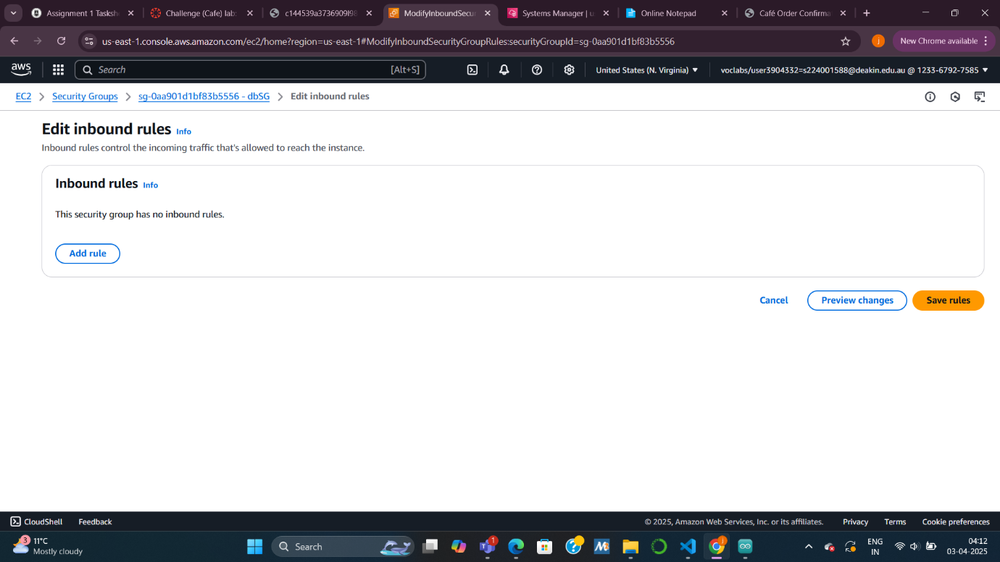 Assignment 1 Tasksh
Challenge (Cafe) lab:
c144539a3736909l98
ModifyInboundSecur
Systems Manager | u
Online Notepad
Café Order Confirma
us-east-1.console.aws.amazon.com/ec2/home?region=us-east-1#ModifyInboundSecurityGroupRules:securityGroupId=sg-0aa901d1bf83b5556
j
New Chrome available
aws
Search
[Alt+S]
United States (N. Virginia)
voclabs/user3904332=s224001588@deakin.edu.au @ 1233-6792-7585
EC2
Security Groups
sg-0aa901d1bf83b5556 - dbSG
Edit inbound rules
Edit inbound rules Info
Inbound rules control the incoming traffic that's allowed to reach the instance.
Inbound rules Info
This security group has no inbound rules.
Add rule
Cancel
Preview changes
Save rules
CloudShell
Feedback
© 2025, Amazon Web Services, Inc. or its affiliates.
Privacy
Terms
Cookie preferences
3
11°C
Mostly cloudy
Search
1
ENG
IN
04:12
03-04-2025